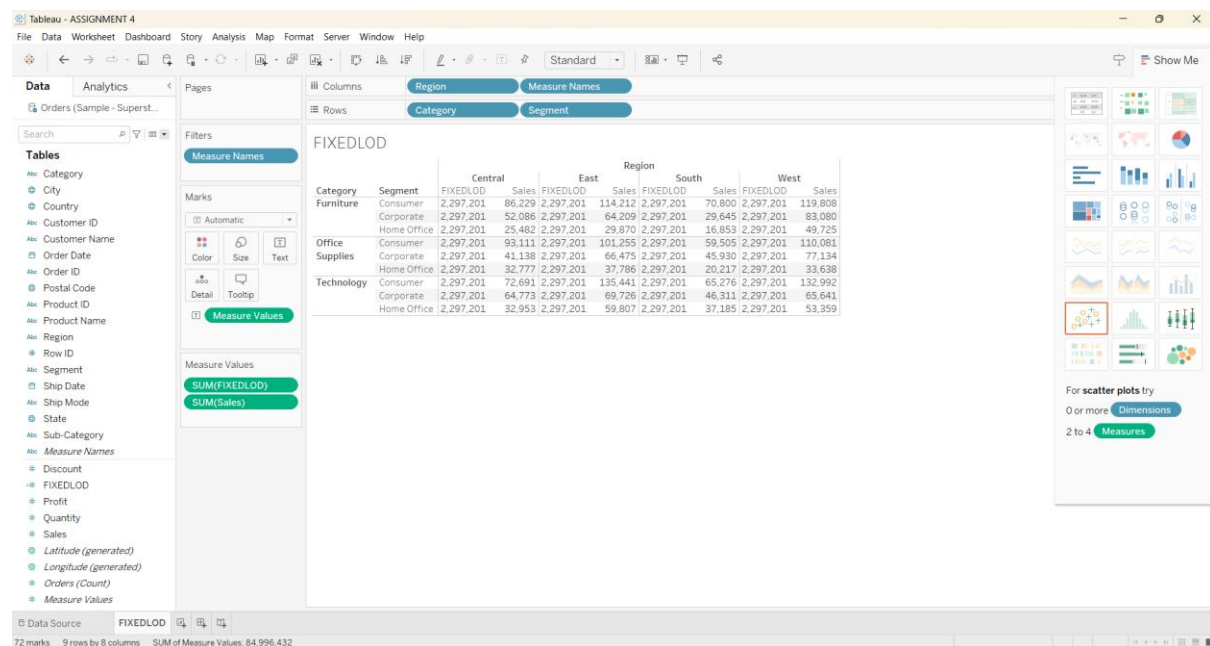 Tableau - ASSIGNMENT 4
File Data Worksheet Dashboard Story Analysis Map Format Server Window Help
Standard
Show Me
Data Analytics
Orders (Sample - Superst...
Search
Tables
Abc Category
City
Country
Abc Customer ID
Abc Customer Name
Order Date
Abc Order ID
Postal Code
Abc Product ID
Abc Product Name
Abc Region
# Row ID
Abc Segment
Ship Date
Abc Ship Mode
State
Abc Sub-Category
Abc Measure Names
# Discount
=# FIXEDLOD
# Profit
# Quantity
# Sales
Latitude (generated)
Longitude (generated)
# Orders (Count)
# Measure Values
Pages
Filters
Measure Names
Marks
Automatic
Color Size Text
Detail Tooltip
Measure Values
Measure Values
SUM(FIXEDLOD)
SUM(Sales)
Columns Region Measure Names
Rows Category Segment
FIXEDLOD
Region
Central East South West
Category Segment FIXEDLOD Sales FIXEDLOD Sales FIXEDLOD Sales FIXEDLOD Sales
Furniture Consumer 2,297,201 86,229 2,297,201 114,212 2,297,201 70,800 2,297,201 119,808
Corporate 2,297,201 52,086 2,297,201 64,209 2,297,201 29,645 2,297,201 83,080
Home Office 2,297,201 25,482 2,297,201 29,870 2,297,201 16,853 2,297,201 49,725
Office Consumer 2,297,201 93,111 2,297,201 101,255 2,297,201 59,505 2,297,201 110,081
Supplies Corporate 2,297,201 41,138 2,297,201 66,475 2,297,201 45,930 2,297,201 77,134
Home Office 2,297,201 32,777 2,297,201 37,786 2,297,201 20,217 2,297,201 33,638
Technology Consumer 2,297,201 72,691 2,297,201 135,441 2,297,201 65,276 2,297,201 132,992
Corporate 2,297,201 64,773 2,297,201 69,726 2,297,201 46,311 2,297,201 65,641
Home Office 2,297,201 32,953 2,297,201 59,807 2,297,201 37,185 2,297,201 53,359
For scatter plots try
0 or more Dimensions
2 to 4 Measures
Data Source FIXEDLOD
72 marks 9 rows by 8 columns SUM of Measure Values: 84,996,432